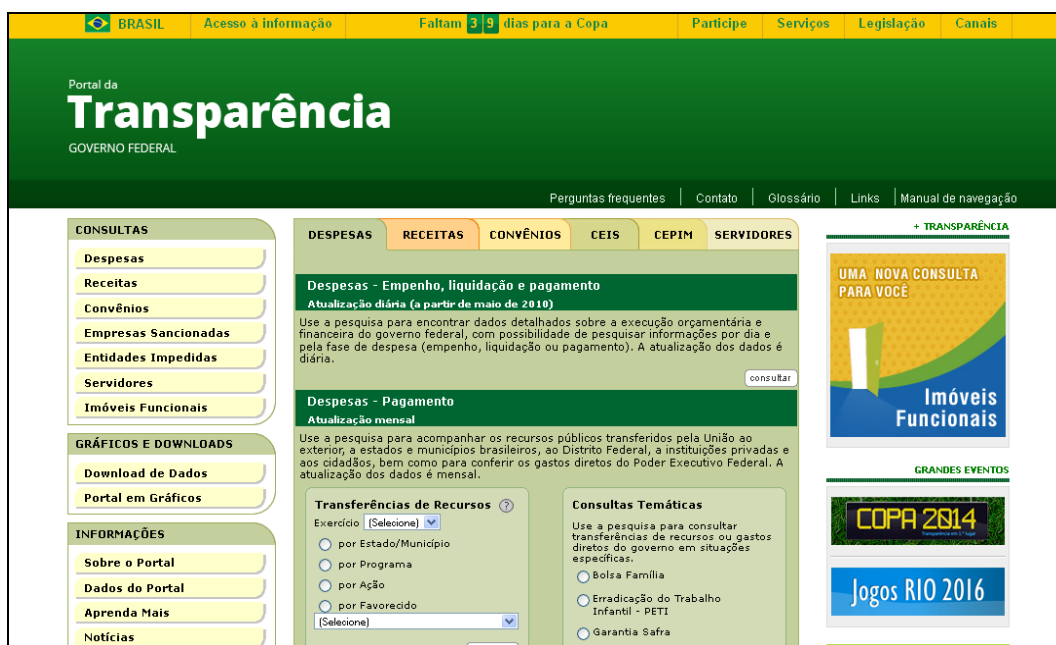 BRASIL Acesso à informação Faltam 39 dias para a Copa Participe Serviços Legislação Canais
Portal da
Transparência
GOVERNO FEDERAL
Perguntas frequentes Contato Glossário Links Manual de navegação
CONSULTAS
Despesas
Receitas
Convênios
Empresas Sancionadas
Entidades Impedidas
Servidores
Imóveis Funcionais
GRÁFICOS E DOWNLOADS
Download de Dados
Portal em Gráficos
INFORMAÇÕES
Sobre o Portal
Dados do Portal
Aprenda Mais
Notícias
DESPESAS RECEITAS CONVÊNIOS CEIS CEPIM SERVIDORES
Despesas - Empenho, liquidação e pagamento
Atualização diária (a partir de maio de 2010)
Use a pesquisa para encontrar dados detalhados sobre a execução orçamentária e
financeira do governo federal, com possibilidade de pesquisar informações por dia e
pela fase de despesa (empenho, liquidação ou pagamento). A atualização dos dados é
diária.
consultar
Despesas - Pagamento
Atualização mensal
Use a pesquisa para acompanhar os recursos públicos transferidos pela União ao
exterior, a estados e municípios brasileiros, ao Distrito Federal, a instituições privadas e
aos cidadãos, bem como para conferir os gastos diretos do Poder Executivo Federal. A
atualização dos dados é mensal.
Transferências de Recursos ?
Exercício (Selecione)
por Estado/Município
por Programa
por Ação
por Favorecido
(Selecione)
Consultas Temáticas
Use a pesquisa para consultar
transferências de recursos ou gastos
diretos do governo em situações
específicas.
Bolsa Família
Erradicação do Trabalho
Infantil - PETI
Garantia Safra
+ TRANSPARÊNCIA
UMA NOVA CONSULTA
PARA VOCÊ
Imóveis
Funcionais
GRANDES EVENTOS
COPA 2014
Transparência em 1º lugar
Jogos RIO 2016